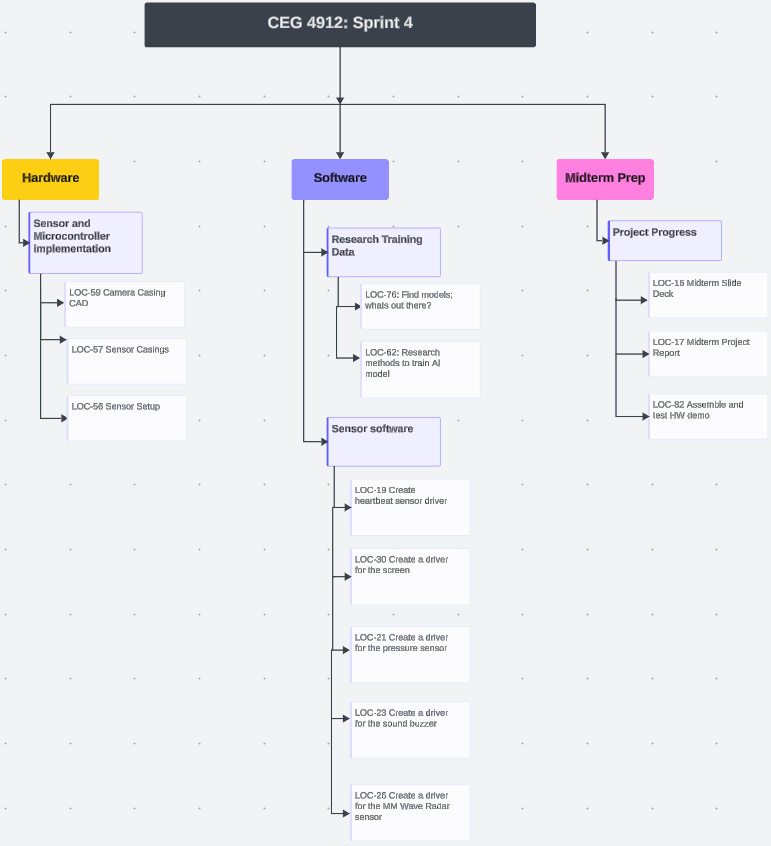 CEG 4912: Sprint 4
Hardware
Sensor and
Microcontroller
implementation
LOC-59 Camera Casing
CAD
LOC-57 Sensor Casings
LOC-56 Sensor Setup
Software
Research Training
Data
LOC-76: Find models;
whats out there?
LOC-62: Research
methods to train AI
model
Sensor software
LOC-19 Create
heartbeat sensor driver
LOC-30 Create a driver
for the screen
LOC-21 Create a driver
for the pressure sensor
LOC-23 Create a driver
for the sound buzzer
LOC-25 Create a driver
for the MM Wave Radar
sensor
Midterm Prep
Project Progress
LOC-16 Midterm Slide
Deck
LOC-17 Midterm Project
Report
LOC-82 Assemble and
test HW demo